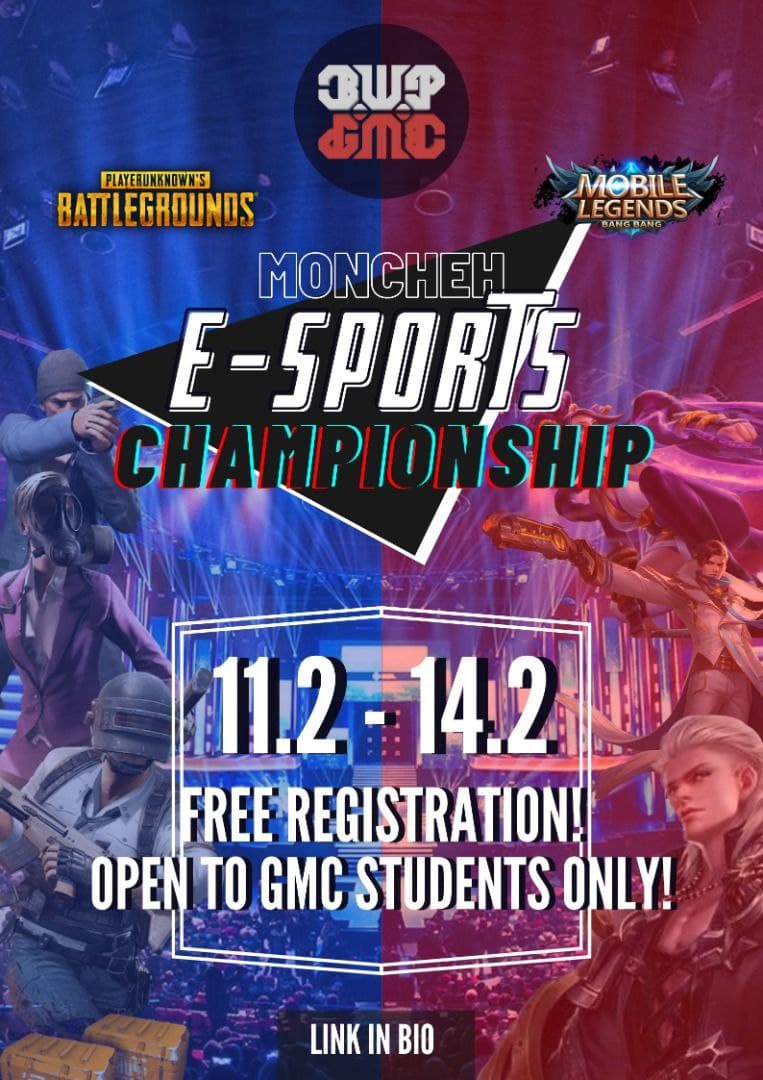 B.W.P
GMC
PLAYERUNKNOWN'S
BATTLEGROUNDS
MOBILE
LEGENDS
BANG BANG
MONCHEH
E-SPORTS
CHAMPIONSHIP
11.2 - 14.2
FREE REGISTRATION!
OPEN TO GMC STUDENTS ONLY!
LINK IN BIO